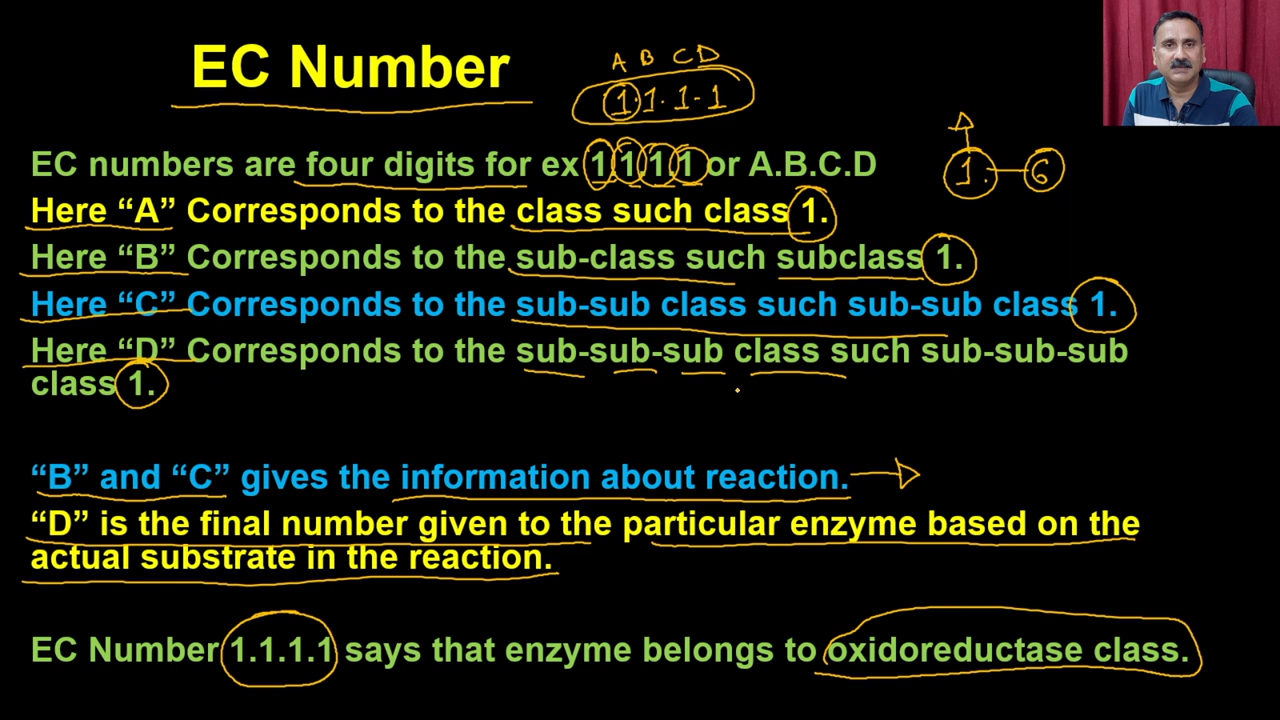 EC Number
A B C D
1.1.1-1
EC numbers are four digits for ex 1.1.1.1 or A.B.C.D
1. 6
Here “A” Corresponds to the class such class 1.
Here “B” Corresponds to the sub-class such subclass 1.
Here “C” Corresponds to the sub-sub class such sub-sub class 1.
Here “D” Corresponds to the sub-sub-sub class such sub-sub-sub
class 1.
“B” and “C” gives the information about reaction.
“D” is the final number given to the particular enzyme based on the
actual substrate in the reaction.
EC Number 1.1.1.1 says that enzyme belongs to oxidoreductase class.